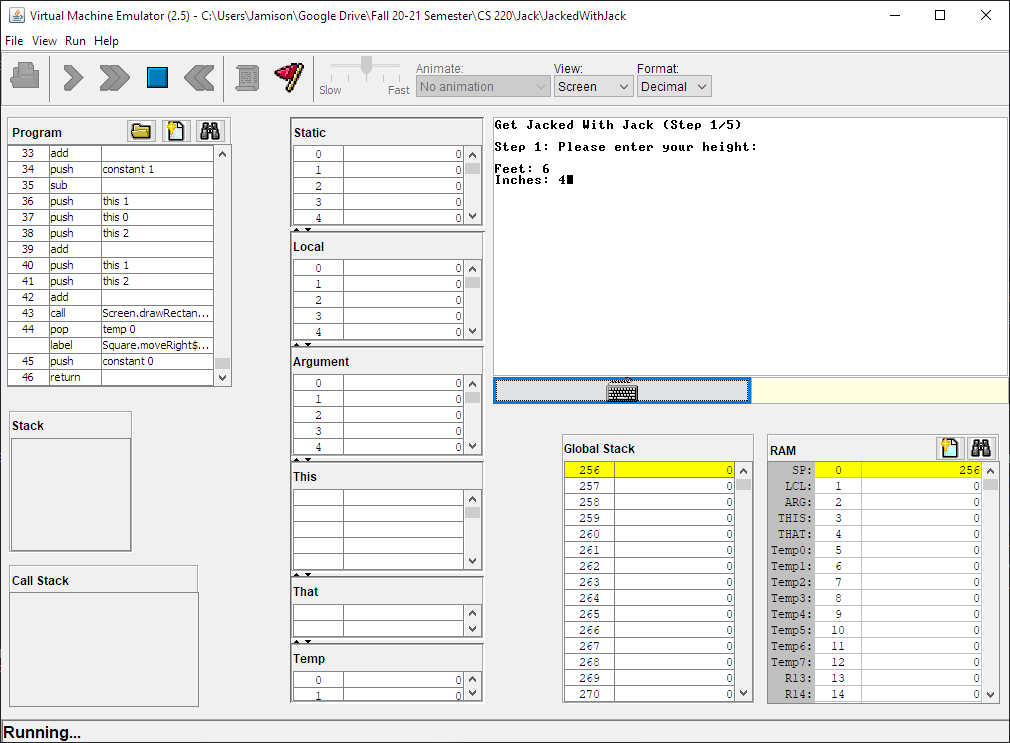 Virtual Machine Emulator (2.5) - C:\Users\Jamison\Google Drive\Fall 20-21 Semester\CS 220\Jack\JackedWithJack
File View Run Help
Slow Fast
Animate:
No animation
View:
Screen
Format:
Decimal
Program
33 add
34 push constant 1
35 sub
36 push this 1
37 push this 0
38 push this 2
39 add
40 push this 1
41 push this 2
42 add
43 call Screen.drawRectan...
44 pop temp 0
label Square.moveRight$...
45 push constant 0
46 return
Stack
Call Stack
Static
0 0
1 0
2 0
3 0
4 0
Local
0 0
1 0
2 0
3 0
4 0
Argument
0 0
1 0
2 0
3 0
4 0
This
That
Temp
0 0
1 0
Get Jacked With Jack (Step 1/5)
Step 1: Please enter your height:
Feet: 6
Inches: 4
Global Stack
256 0
257 0
258 0
259 0
260 0
261 0
262 0
263 0
264 0
265 0
266 0
267 0
268 0
269 0
270 0
RAM
SP: 0 256
LCL: 1 0
ARG: 2 0
THIS: 3 0
THAT: 4 0
Temp0: 5 0
Temp1: 6 0
Temp2: 7 0
Temp3: 8 0
Temp4: 9 0
Temp5: 10 0
Temp6: 11 0
Temp7: 12 0
R13: 13 0
R14: 14 0
Running...